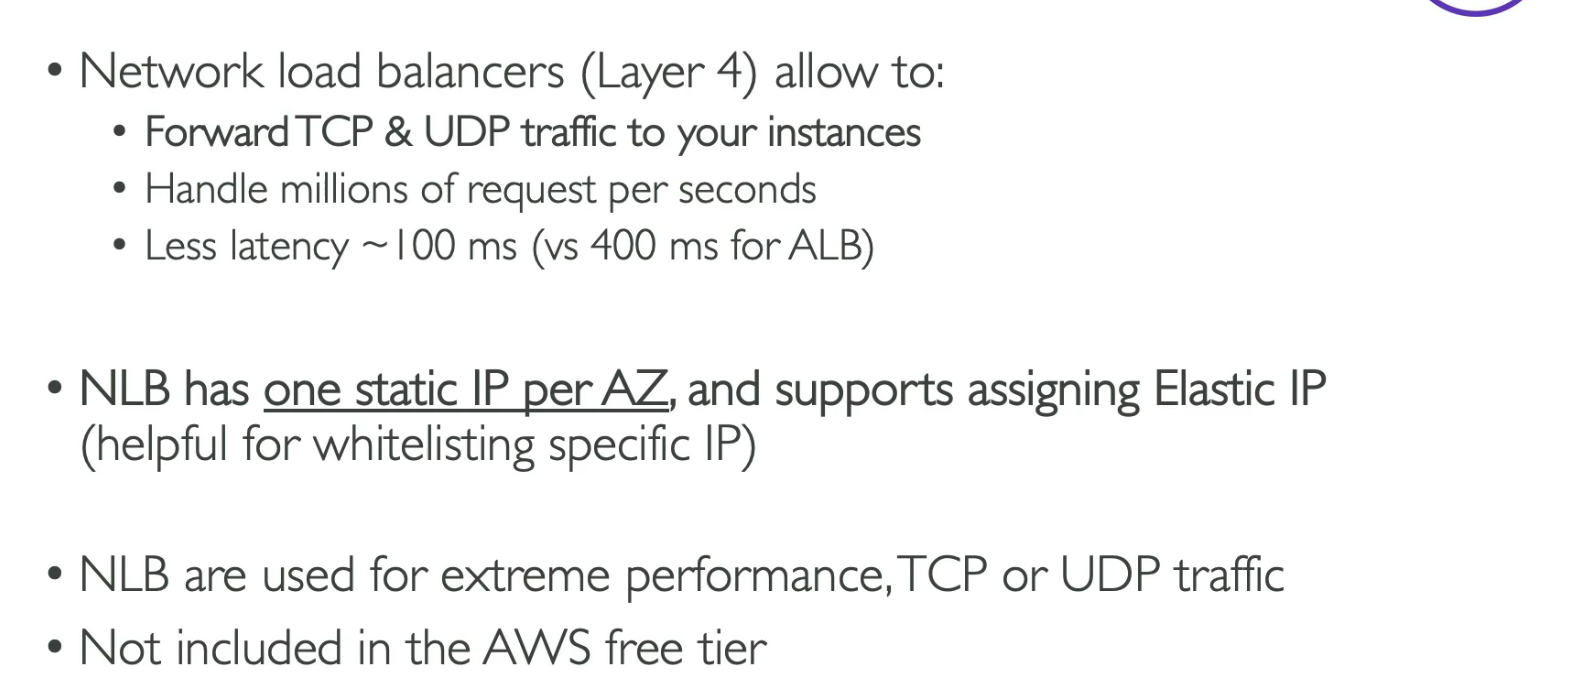 • Network load balancers (Layer 4) allow to:
• Forward TCP & UDP traffic to your instances
• Handle millions of request per seconds
• Less latency ~100 ms (vs 400 ms for ALB)
• NLB has one static IP per AZ, and supports assigning Elastic IP
(helpful for whitelisting specific IP)
• NLB are used for extreme performance, TCP or UDP traffic
• Not included in the AWS free tier